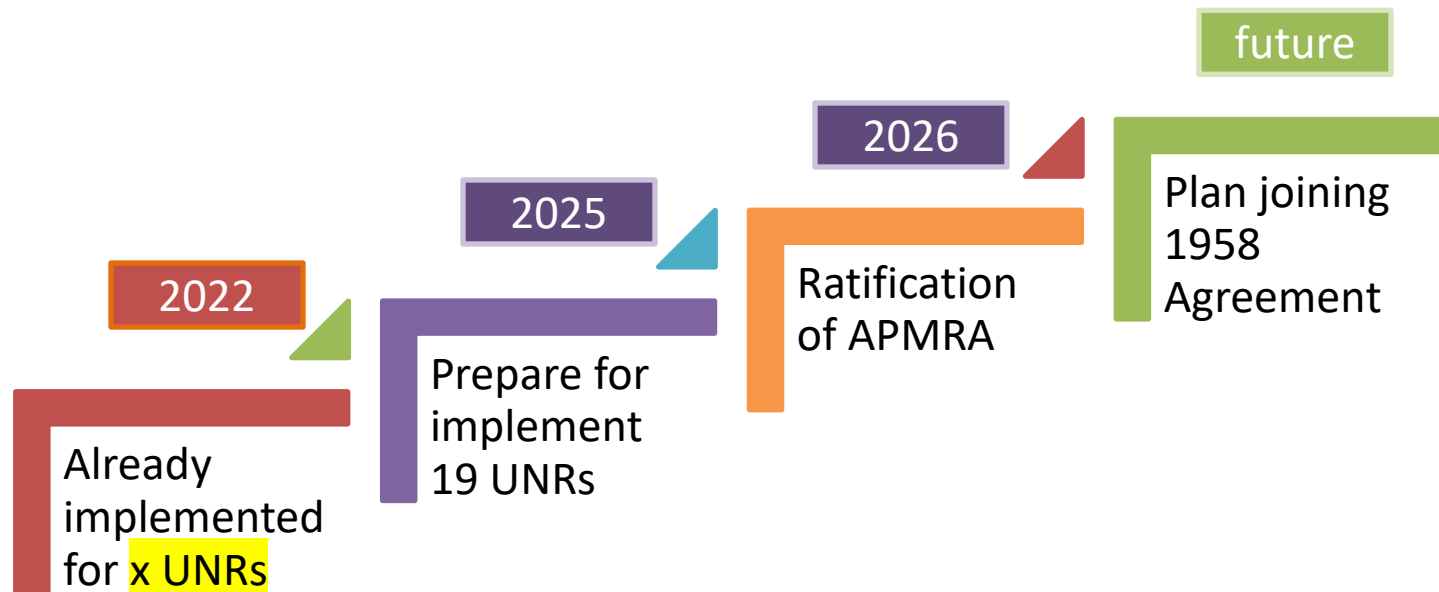 2022
Already
implemented
for x UNRs
2025
Prepare for
implement
19 UNRs
2026
Ratification
of APMRA
future
Plan joining
1958
Agreement